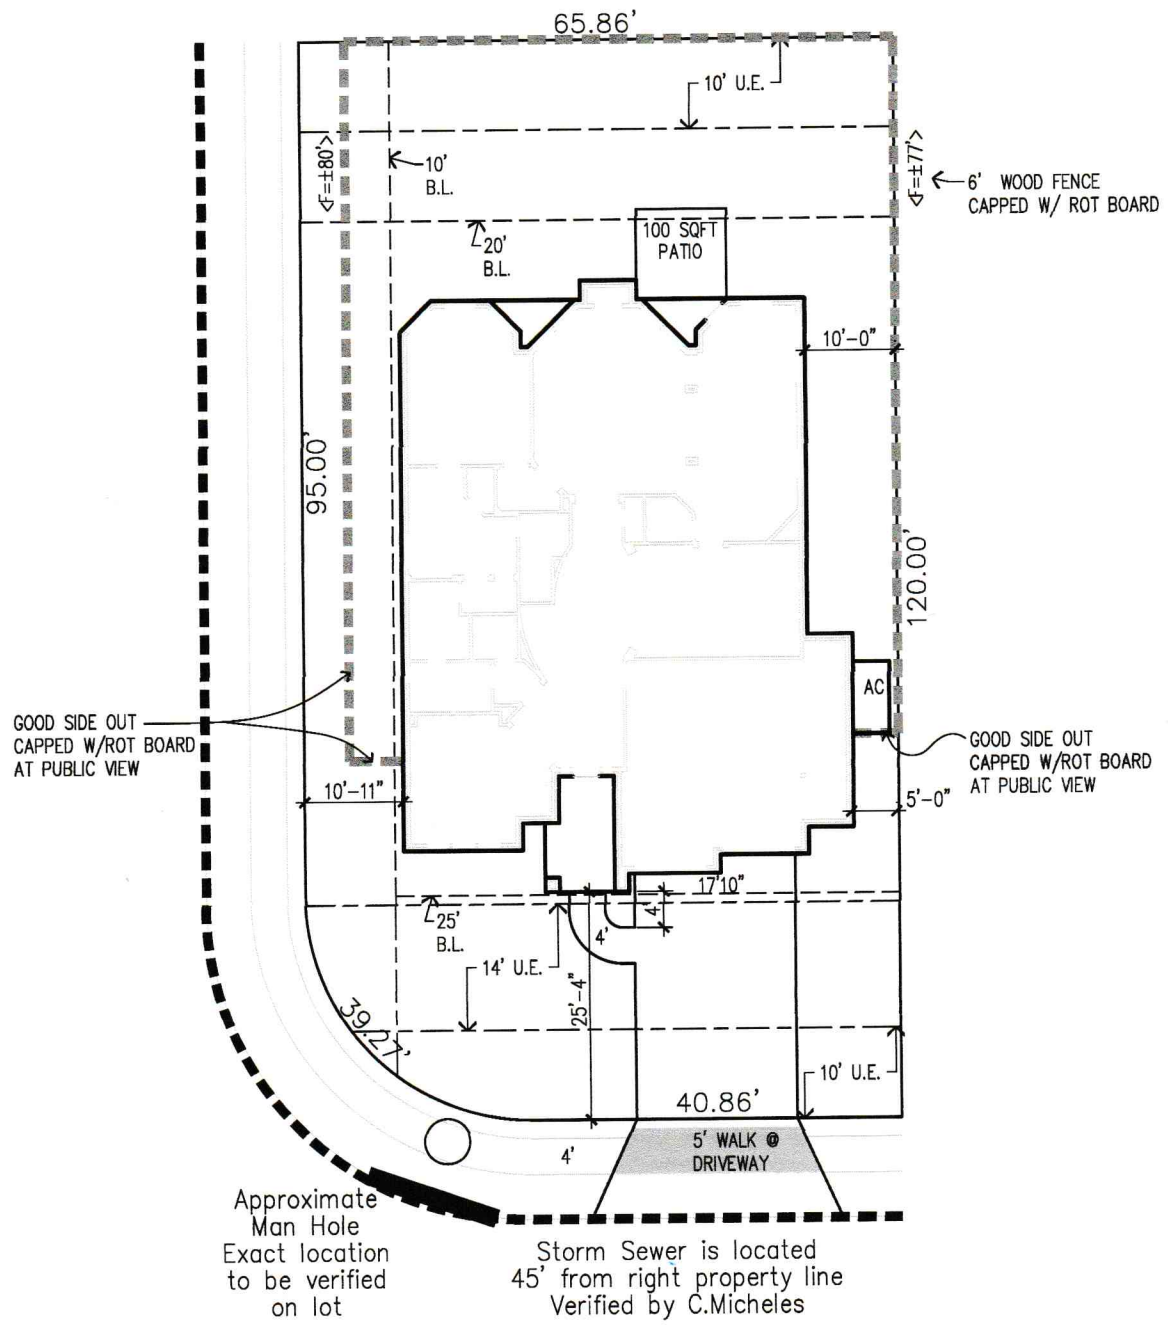 65.86'
10' U.E.
<F=±80'>
10'
B.L.
<F=±77'>
6' WOOD FENCE
CAPPED W/ ROT BOARD
20'
B.L.
100 SQFT
PATIO
10'-0"
95.00'
120.00'
AC
GOOD SIDE OUT
CAPPED W/ROT BOARD
AT PUBLIC VIEW
GOOD SIDE OUT
CAPPED W/ROT BOARD
AT PUBLIC VIEW
10'-11"
5'-0"
17'10"
25'
B.L.
4'
4'
14' U.E.
25'-4"
39.27'
10' U.E.
40.86'
5' WALK @
DRIVEWAY
4'
Approximate
Man Hole
Exact location
to be verified
on lot
Storm Sewer is located
45' from right property line
Verified by C.Micheles